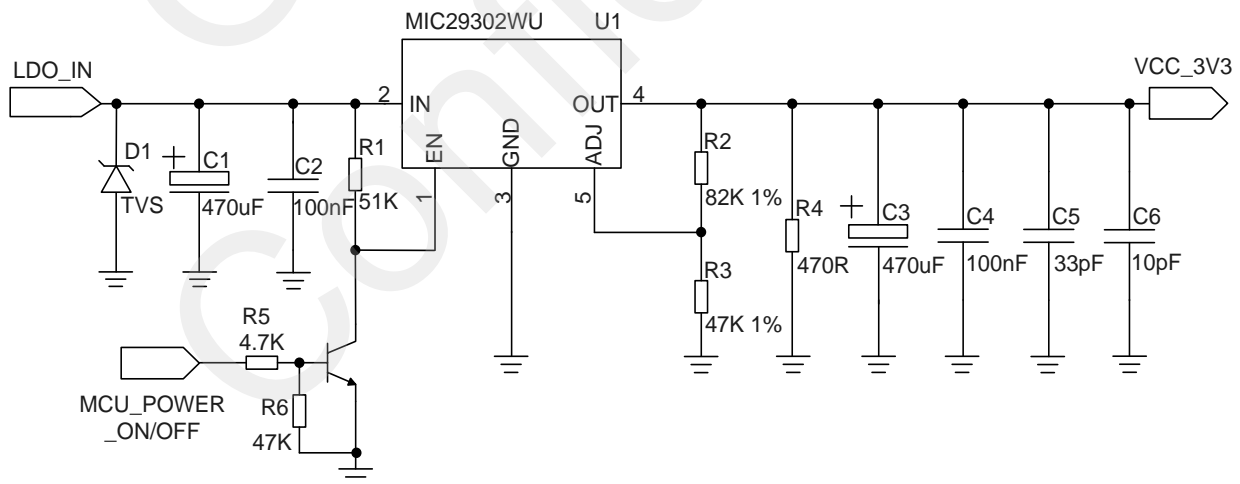 MIC29302WU U1
LDO_IN
VCC_3V3
2 IN OUT 4
EN GND ADJ
1 3 5
D1
TVS
C1
470uF
C2
100nF
R1
51K
R2
82K 1%
R3
47K 1%
R4
470R
C3
470uF
C4
100nF
C5
33pF
C6
10pF
R5
4.7K
MCU_POWER
_ON/OFF
R6
47K